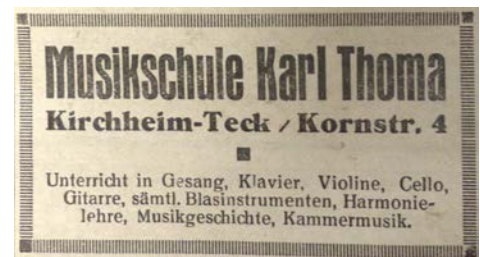 Musikschule Karl Thoma
Kirchheim-Teck / Kornstr. 4
Unterricht in Gesang, Klavier, Violine, Cello,
Gitarre, sämtl. Blasinstrumenten, Harmonie-
lehre, Musikgeschichte, Kammermusik.